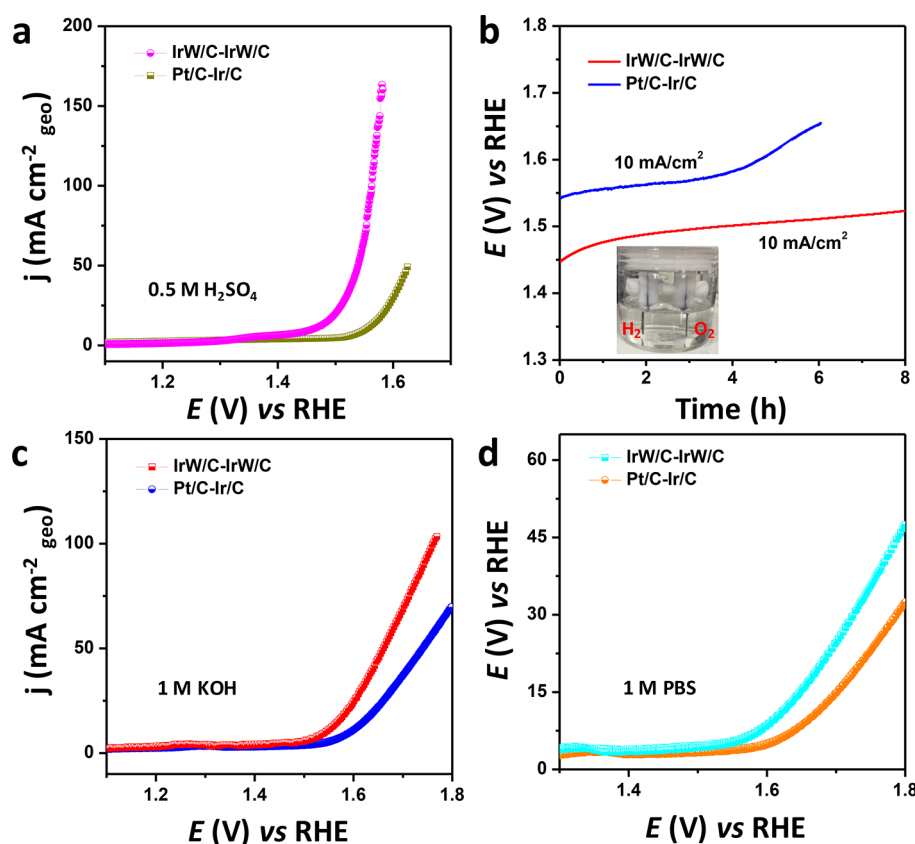 a
200
150
100
50
0
j (mA cm⁻² geo)
IrW/C-IrW/C
Pt/C-Ir/C
0.5 M H₂SO₄
1.2
1.4
1.6
E (V) vs RHE
b
1.8
1.7
1.6
1.5
1.4
1.3
E (V) vs RHE
IrW/C-IrW/C
Pt/C-Ir/C
10 mA/cm²
10 mA/cm²
H₂
O₂
0
2
4
6
8
Time (h)
c
150
100
50
0
j (mA cm⁻² geo)
IrW/C-IrW/C
Pt/C-Ir/C
1 M KOH
1.2
1.4
1.6
1.8
E (V) vs RHE
d
60
45
30
15
0
E (V) vs RHE
IrW/C-IrW/C
Pt/C-Ir/C
1 M PBS
1.4
1.6
1.8
E (V) vs RHE